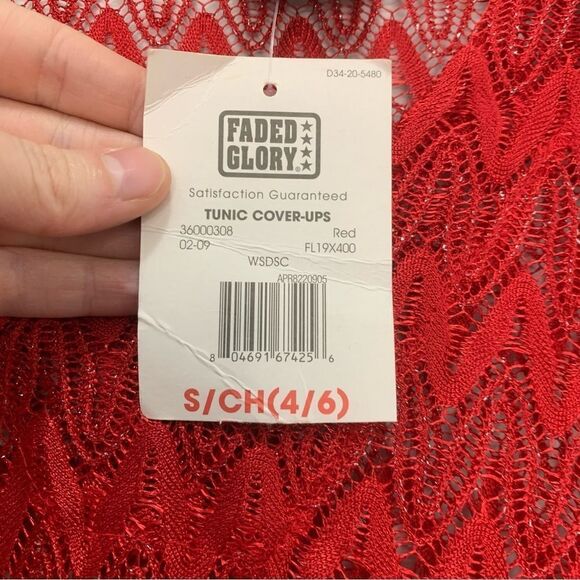 D34-20-5480
FADED
GLORY®
Satisfaction Guaranteed
TUNIC COVER-UPS
36000308 Red
02-09 FL19X400
WSDSC
APR8220905
8 04691 67425 6
S/CH(4/6)